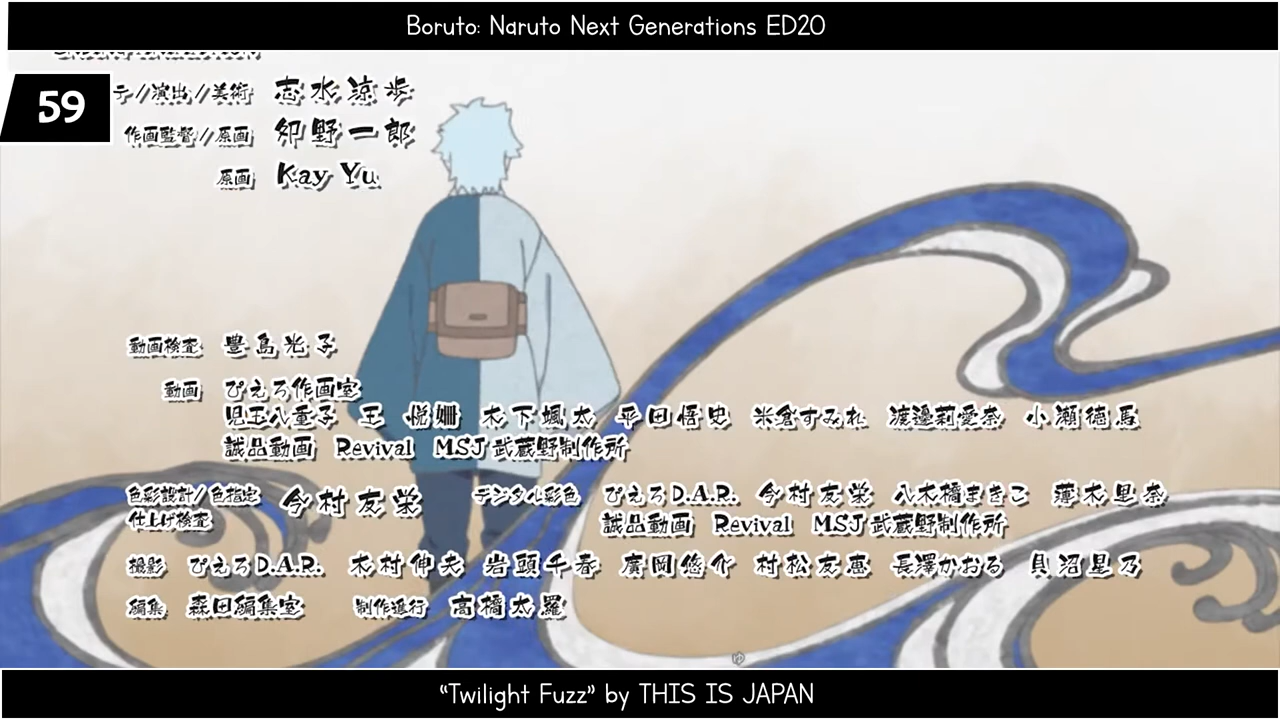 Boruto: Naruto Next Generations ED20
59
テ/演出/美術 志水涼歩
作画監督/原画 卯野一郎
原画 Kay Yu
動画検査 豊島光子
動画 ぴえろ作画室
児玉八重子 王 悦姗 木下颯太 平田悟史 米倉すみれ 渡邊莉愛奈 小瀬徳馬
誠品動画 Revival MSJ武蔵野制作所
色彩設計/色指定 今村友栄 デジタル彩色 ぴえろD.A.R. 今村友栄 八木橋まきこ 薄木里奈
仕上げ検査 誠品動画 Revival MSJ武蔵野制作所
撮影 ぴえろD.A.R. 木村伸夫 岩頭千春 廣岡悠介 村松友恵 長澤かおる 貝沼里乃
編集 森田編集室 制作進行 高橋太羅
ゆ
"Twilight Fuzz" by THIS IS JAPAN